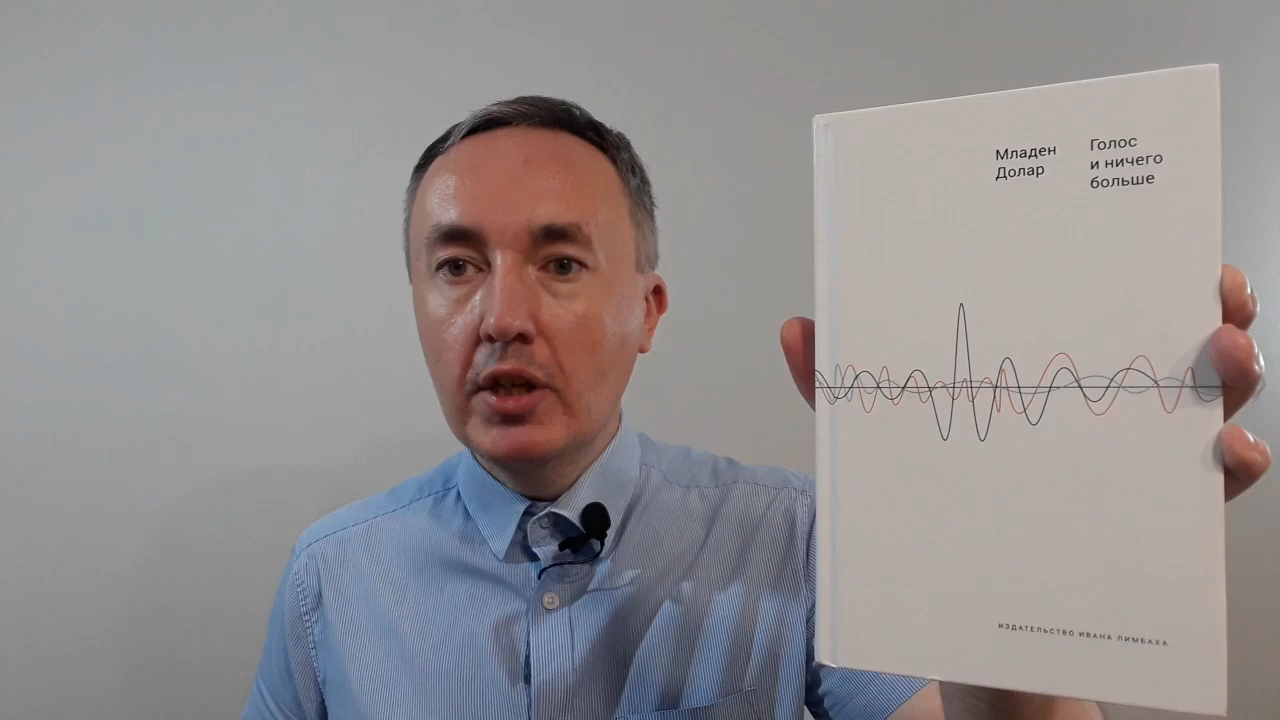 Младен
Долар
Голос
и ничего
больше
ИЗДАТЕЛЬСТВО ИВАНА ЛИМБАХА